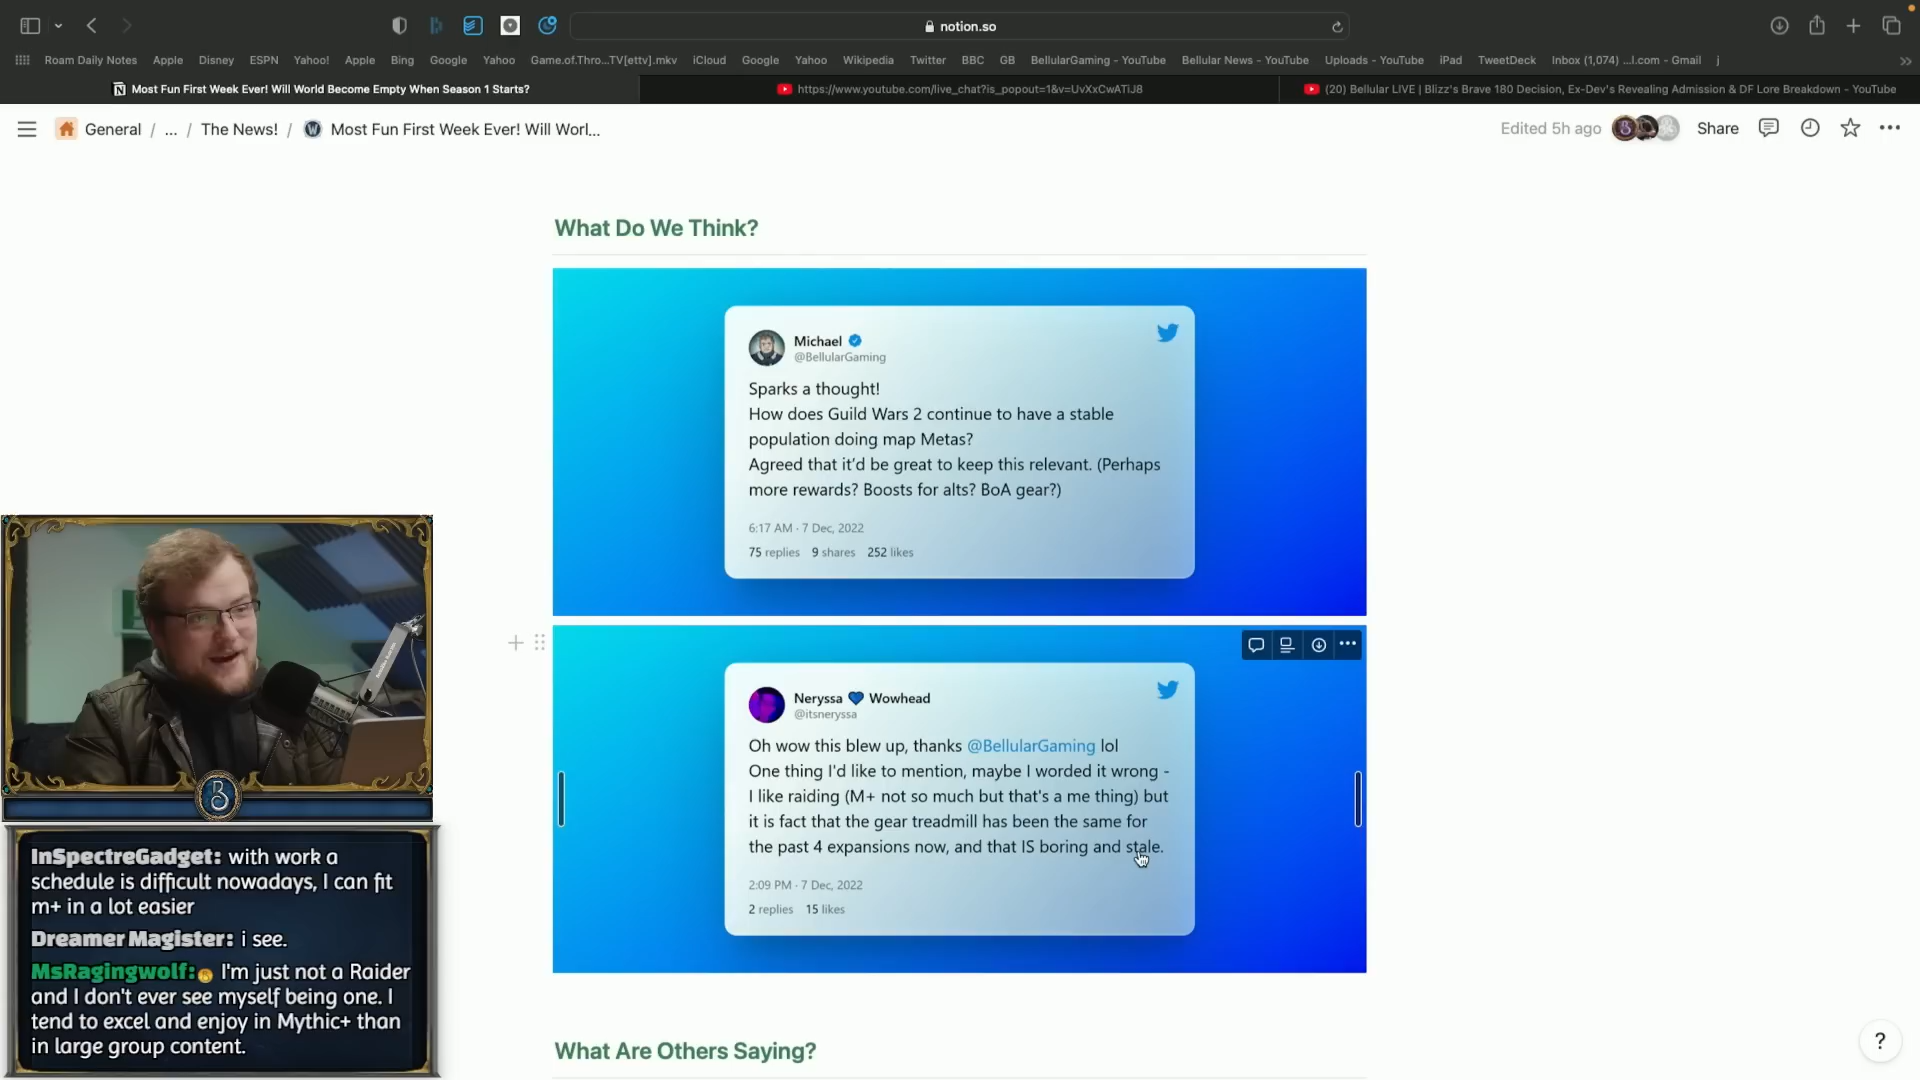 notion.so
Roam Daily Notes Apple Disney ESPN Yahoo! Apple Bing Google Yahoo Game.of.Thro...TV[ettv].mkv iCloud Google Yahoo Wikipedia Twitter BBC GB BellularGaming - YouTube Bellular News - YouTube Uploads - YouTube iPad TweetDeck Inbox (1,074) ...l.com - Gmail j
Most Fun First Week Ever! Will World Become Empty When Season 1 Starts?
https://www.youtube.com/live_chat?is_popout=1&v=UvXxCwATiJ8
(20) Bellular LIVE | Blizz's Brave 180 Decision, Ex-Dev's Revealing Admission & DF Lore Breakdown - YouTube
General / ... / The News! / Most Fun First Week Ever! Will Worl...
Edited 5h ago Share
What Do We Think?
Michael
@BellularGaming
Sparks a thought!
How does Guild Wars 2 continue to have a stable
population doing map Metas?
Agreed that it'd be great to keep this relevant. (Perhaps
more rewards? Boosts for alts? BoA gear?)
6:17 AM · 7 Dec, 2022
75 replies 9 shares 252 likes
Neryssa 💙 Wowhead
@itsneryssa
Oh wow this blew up, thanks @BellularGaming lol
One thing I'd like to mention, maybe I worded it wrong -
I like raiding (M+ not so much but that's a me thing) but
it is fact that the gear treadmill has been the same for
the past 4 expansions now, and that IS boring and stale.
2:09 PM · 7 Dec, 2022
2 replies 15 likes
What Are Others Saying?
InSpectreGadget: with work a
schedule is difficult nowadays, I can fit
m+ in a lot easier
Dreamer Magister: i see.
MsRagingwolf: I'm just not a Raider
and I don't ever see myself being one. I
tend to excel and enjoy in Mythic+ than
in large group content.
?